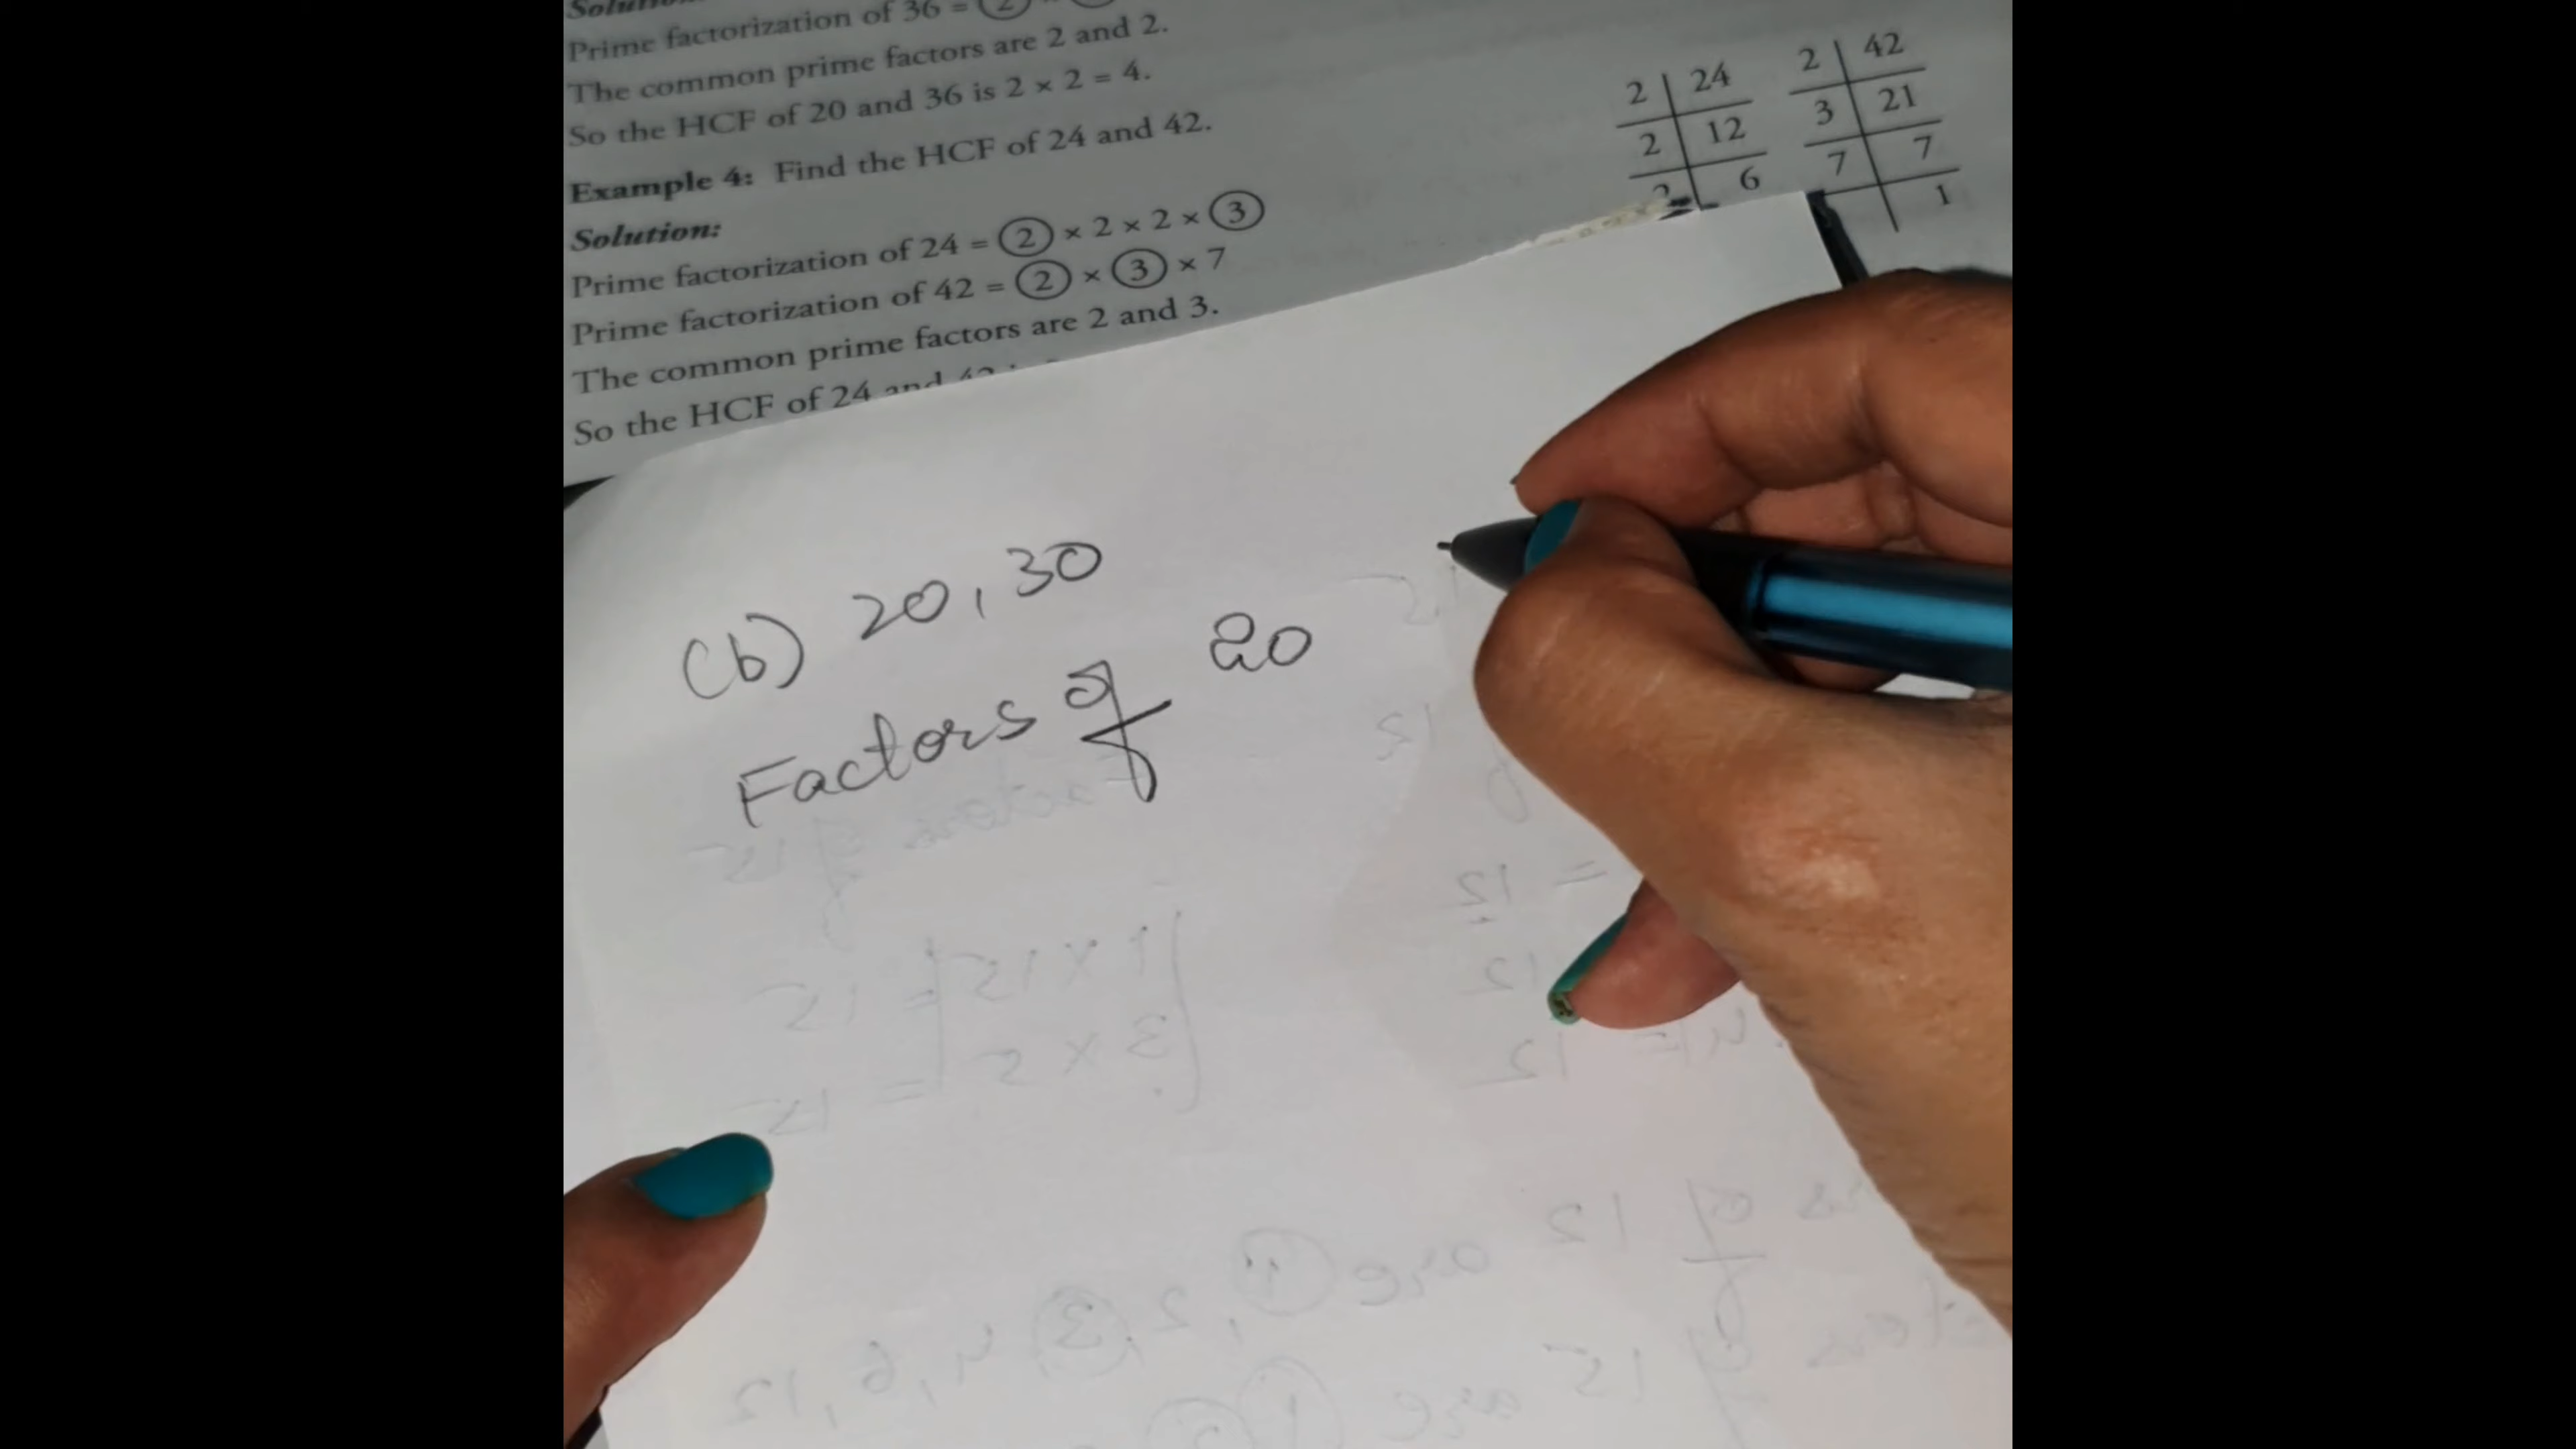 Prime factorization of 36 = 2
The common prime factors are 2 and 2.
So the HCF of 20 and 36 is 2 × 2 = 4.
Example 4: Find the HCF of 24 and 42.
Solution:
Prime factorization of 24 = 2 × 2 × 2 × 3
Prime factorization of 42 = 2 × 3 × 7
The common prime factors are 2 and 3.
So the HCF of 24 and 42
2 | 24
2 | 12
2 | 6
2 | 42
3 | 21
7 | 7
1
(b) 20, 30
Factors of 20